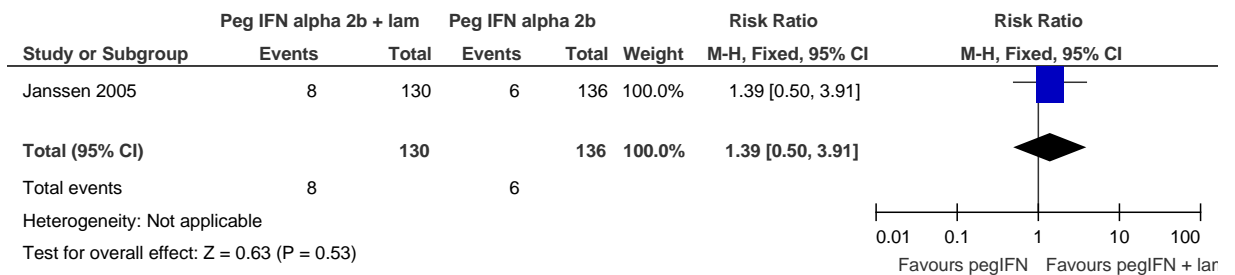 Peg IFN alpha 2b + lam Peg IFN alpha 2b Risk Ratio Risk Ratio
Study or Subgroup Events Total Events Total Weight M-H, Fixed, 95% CI M-H, Fixed, 95% CI
Janssen 2005 8 130 6 136 100.0% 1.39 [0.50, 3.91]
Total (95% CI) 130 136 100.0% 1.39 [0.50, 3.91]
Total events 8 6
Heterogeneity: Not applicable
Test for overall effect: Z = 0.63 (P = 0.53)
0.01 0.1 1 10 100
Favours pegIFN Favours pegIFN + lar